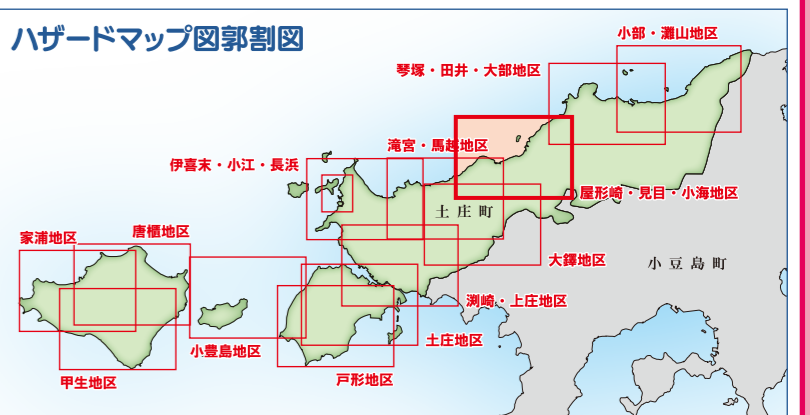 ハザードマップ図郭割図
小部・灘山地区
琴塚・田井・大部地区
滝宮・馬越地区
伊喜末・小江・長浜
屋形崎・見目・小海地区
土庄町
大鐸地区
小豆島町
唐櫃地区
家浦地区
渕崎・上庄地区
土庄地区
小豊島地区
戸形地区
甲生地区